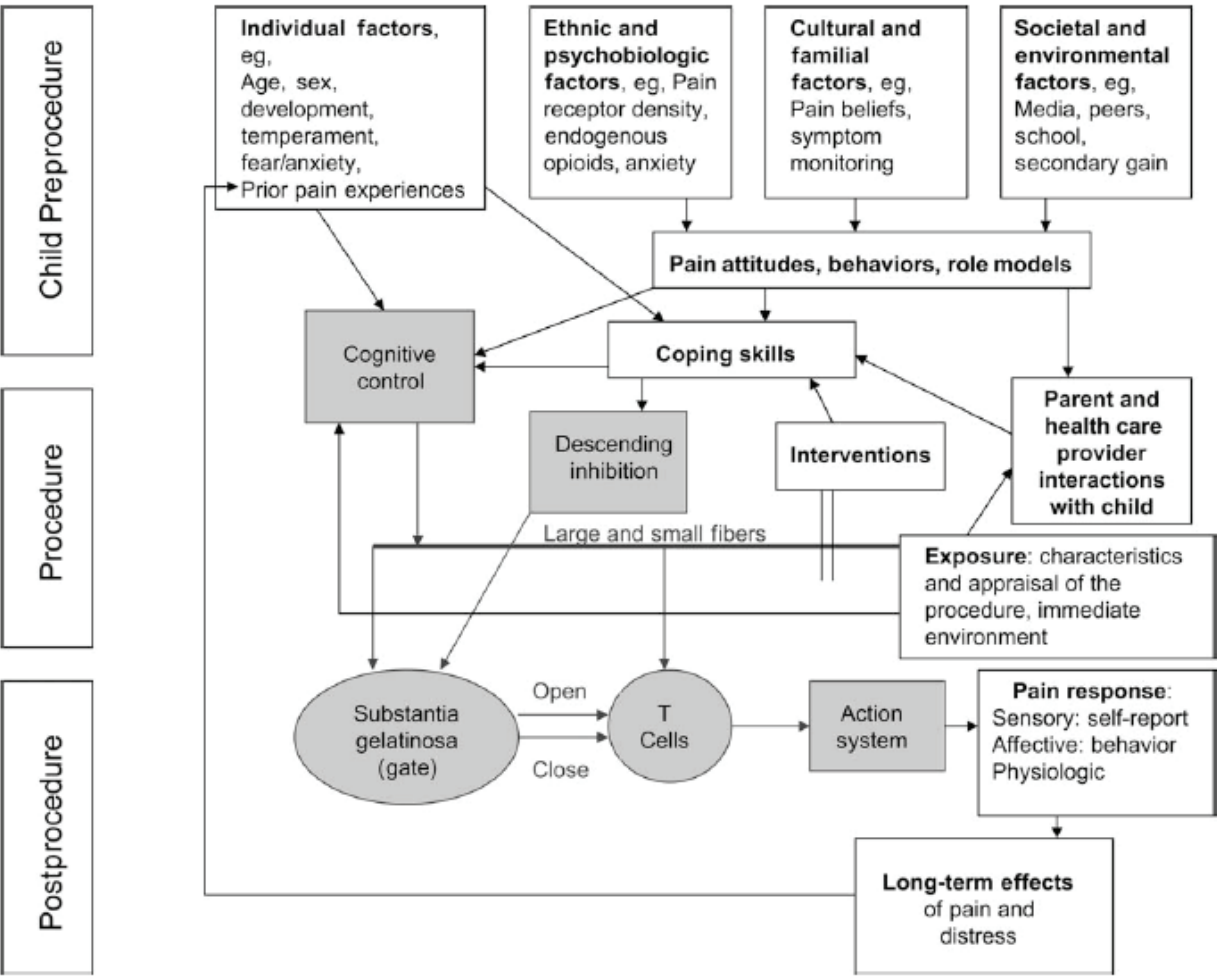 Child Preprocedure
Individual factors,
eg,
Age, sex,
development,
temperament,
fear/anxiety,
Prior pain experiences
Ethnic and
psychobiologic
factors, eg, Pain
receptor density,
endogenous
opioids, anxiety
Cultural and
familial
factors, eg,
Pain beliefs,
symptom
monitoring
Societal and
environmental
factors, eg,
Media, peers,
school,
secondary gain
Pain attitudes, behaviors, role models
Cognitive
control
Coping skills
Procedure
Descending
inhibition
Interventions
Parent and
health care
provider
interactions
with child
Large and small fibers
Exposure: characteristics
and appraisal of the
procedure, immediate
environment
Postprocedure
Substantia
gelatinosa
(gate)
Open
Close
T
Cells
Action
system
Pain response:
Sensory: self-report
Affective: behavior
Physiologic
Long-term effects
of pain and
distress